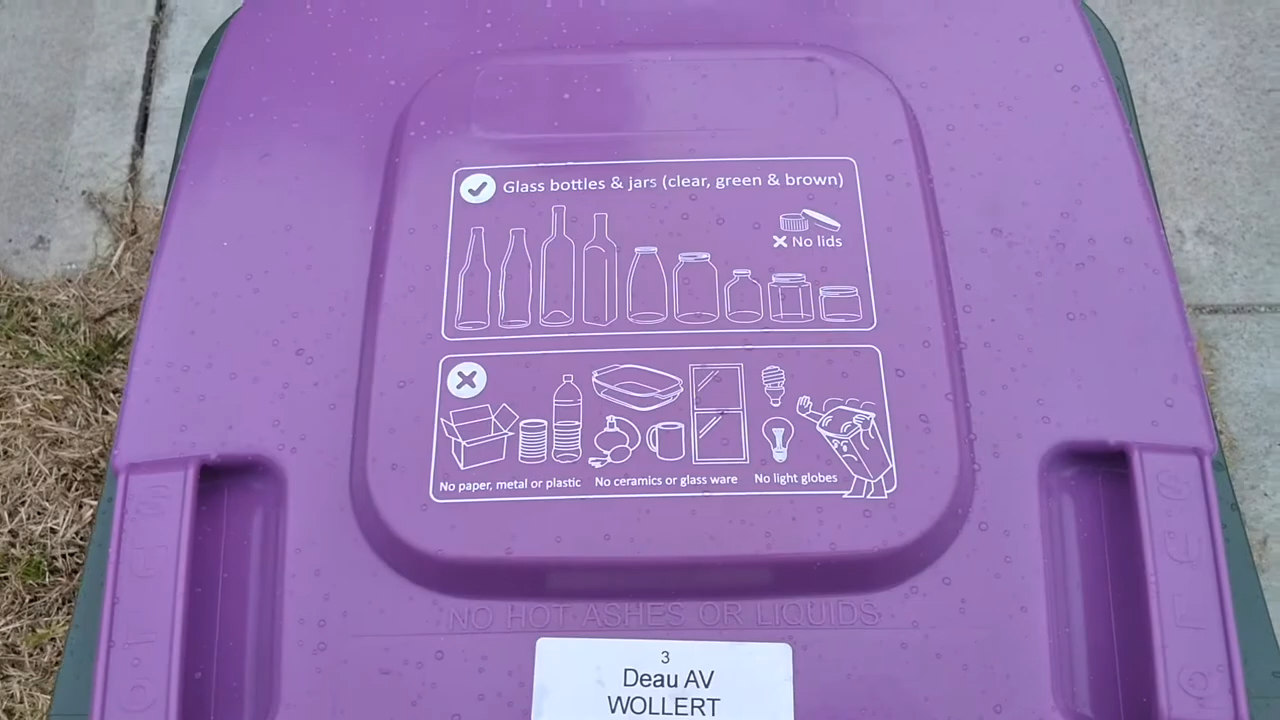 Glass bottles & jars (clear, green & brown)
No lids
No paper, metal or plastic
No ceramics or glass ware
No light globes
NO HOT ASHES OR LIQUIDS
3
Deau AV
WOLLERT